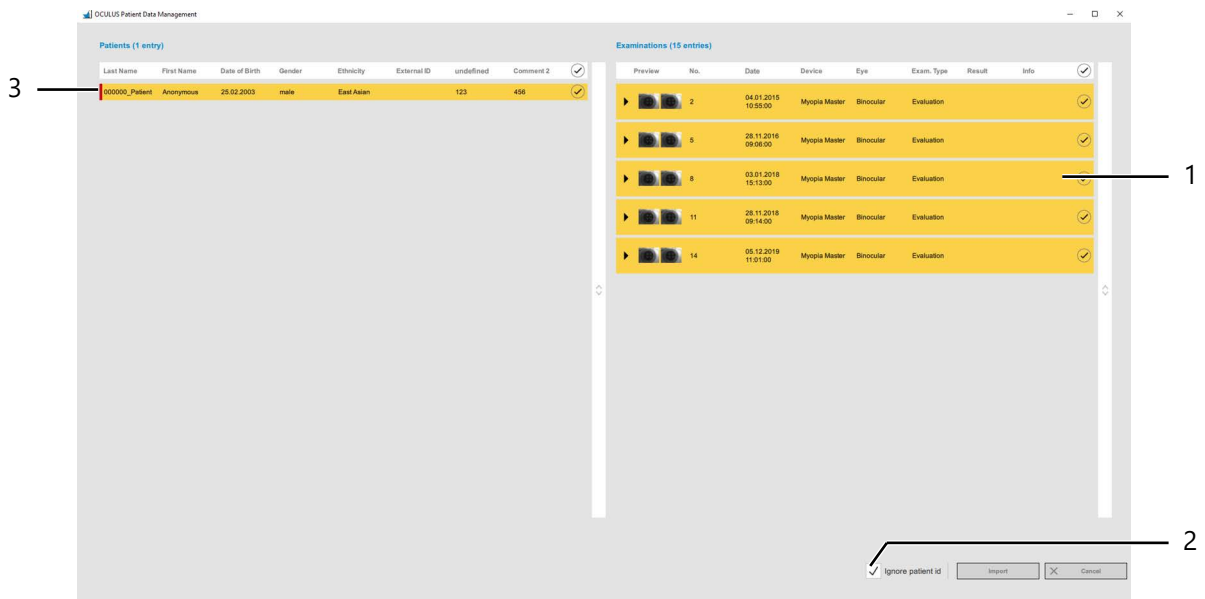 OCULUS Patient Data Management
Patients (1 entry)
Last Name First Name Date of Birth Gender Ethnicity External ID undefined Comment 2
000000_Patient Anonymous 25.02.2003 male East Asian 123 456
Examinations (15 entries)
Preview No. Date Device Eye Exam. Type Result Info
2 04.01.2015 10:55:00 Myopia Master Binocular Evaluation
5 28.11.2016 09:06:00 Myopia Master Binocular Evaluation
8 03.01.2018 15:13:00 Myopia Master Binocular Evaluation
11 28.11.2018 09:14:00 Myopia Master Binocular Evaluation
14 05.12.2019 11:01:00 Myopia Master Binocular Evaluation
Ignore patient id Import Cancel
3
1
2